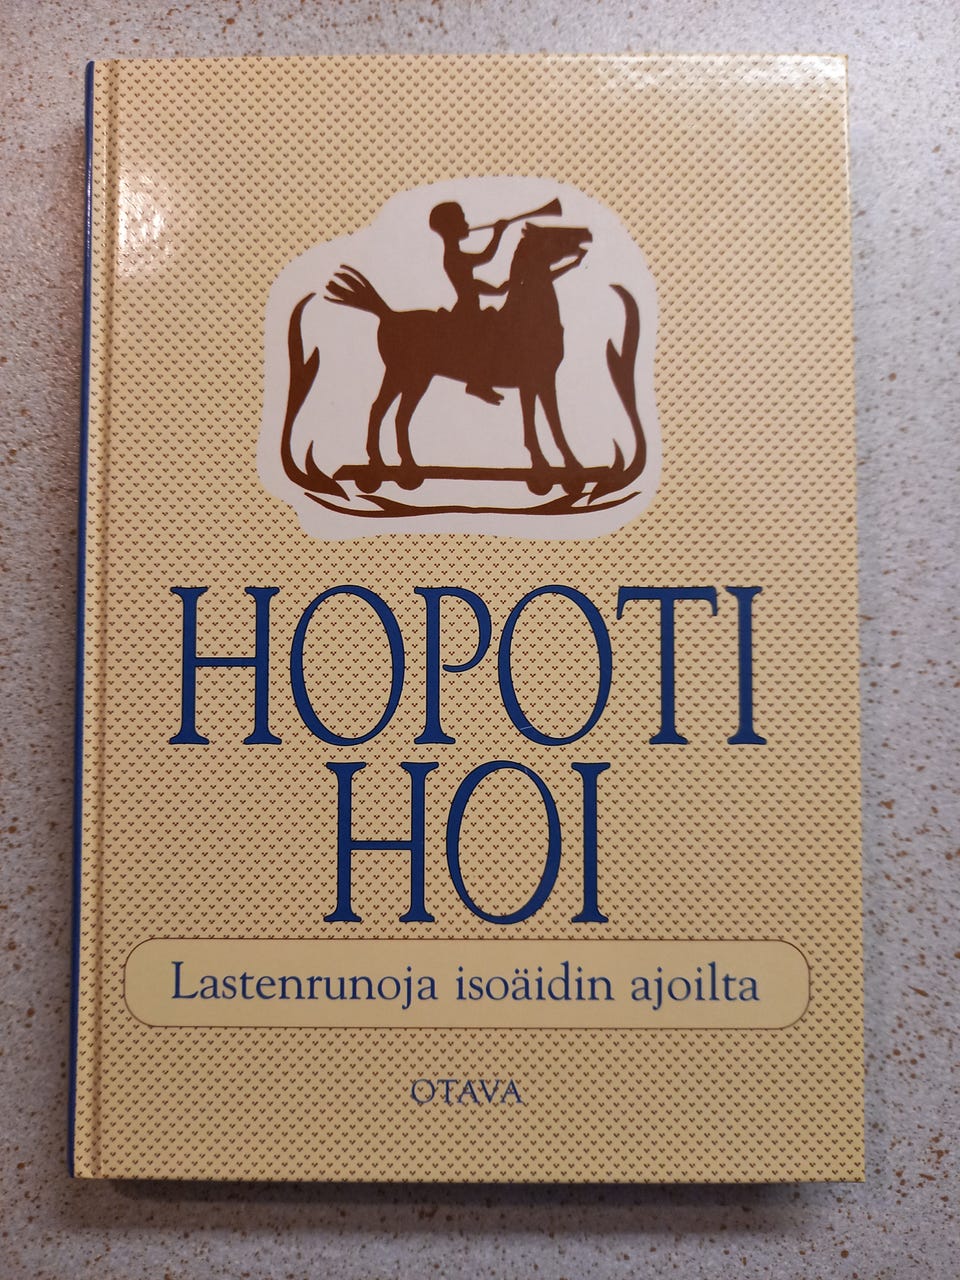 HOPOTI
HOI
Lastenrunoja isoäidin ajoilta
OTAVA